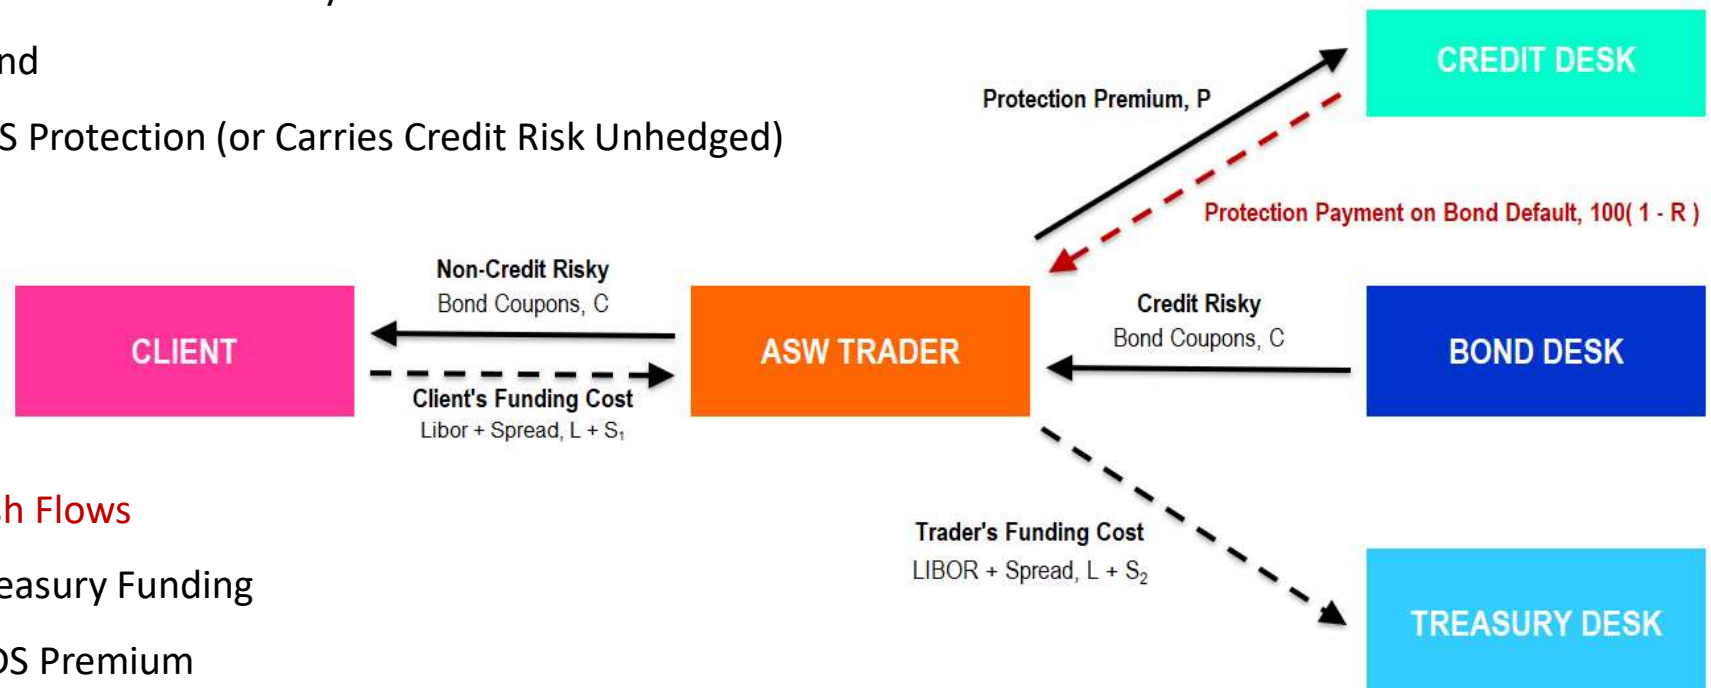 nd
S Protection (or Carries Credit Risk Unhedged)
CREDIT DESK
Protection Premium, P
Protection Payment on Bond Default, 100( 1 - R )
Non-Credit Risky
Bond Coupons, C
Credit Risky
Bond Coupons, C
CLIENT
ASW TRADER
BOND DESK
Client's Funding Cost
Libor + Spread, L + S₁
sh Flows
Trader's Funding Cost
LIBOR + Spread, L + S₂
easury Funding
TREASURY DESK
DS Premium